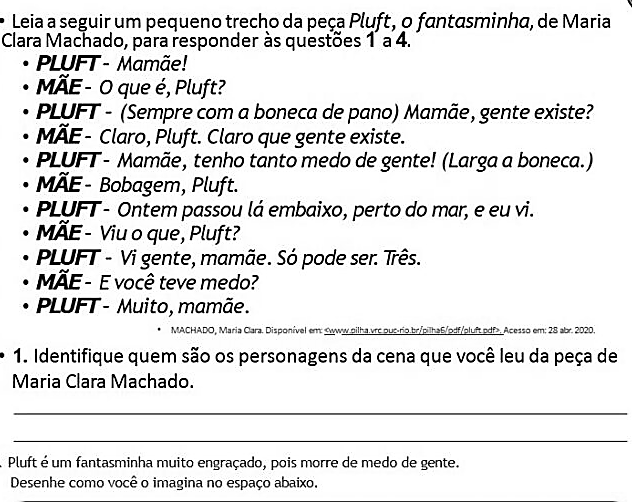 • Leia a seguir um pequeno trecho da peça Pluft, o fantasminha, de Maria
Clara Machado, para responder às questões 1 a 4.
• PLUFT - Mamãe!
• MÃE - O que é, Pluft?
• PLUFT - (Sempre com a boneca de pano) Mamãe, gente existe?
• MÃE - Claro, Pluft. Claro que gente existe.
• PLUFT - Mamãe, tenho tanto medo de gente! (Larga a boneca.)
• MÃE - Bobagem, Pluft.
• PLUFT - Ontem passou lá embaixo, perto do mar, e eu vi.
• MÃE - Viu o que, Pluft?
• PLUFT - Vi gente, mamãe. Só pode ser. Três.
• MÃE - E você teve medo?
• PLUFT - Muito, mamãe.
• MACHADO, Maria Clara. Disponível em: <www.pilha.vrc.puc-rio.br/pilha6/pdf/pluft.pdf>. Acesso em: 28 abr. 2020.
• 1. Identifique quem são os personagens da cena que você leu da peça de
Maria Clara Machado.
. Pluft é um fantasminha muito engraçado, pois morre de medo de gente.
Desenhe como você o imagina no espaço abaixo.